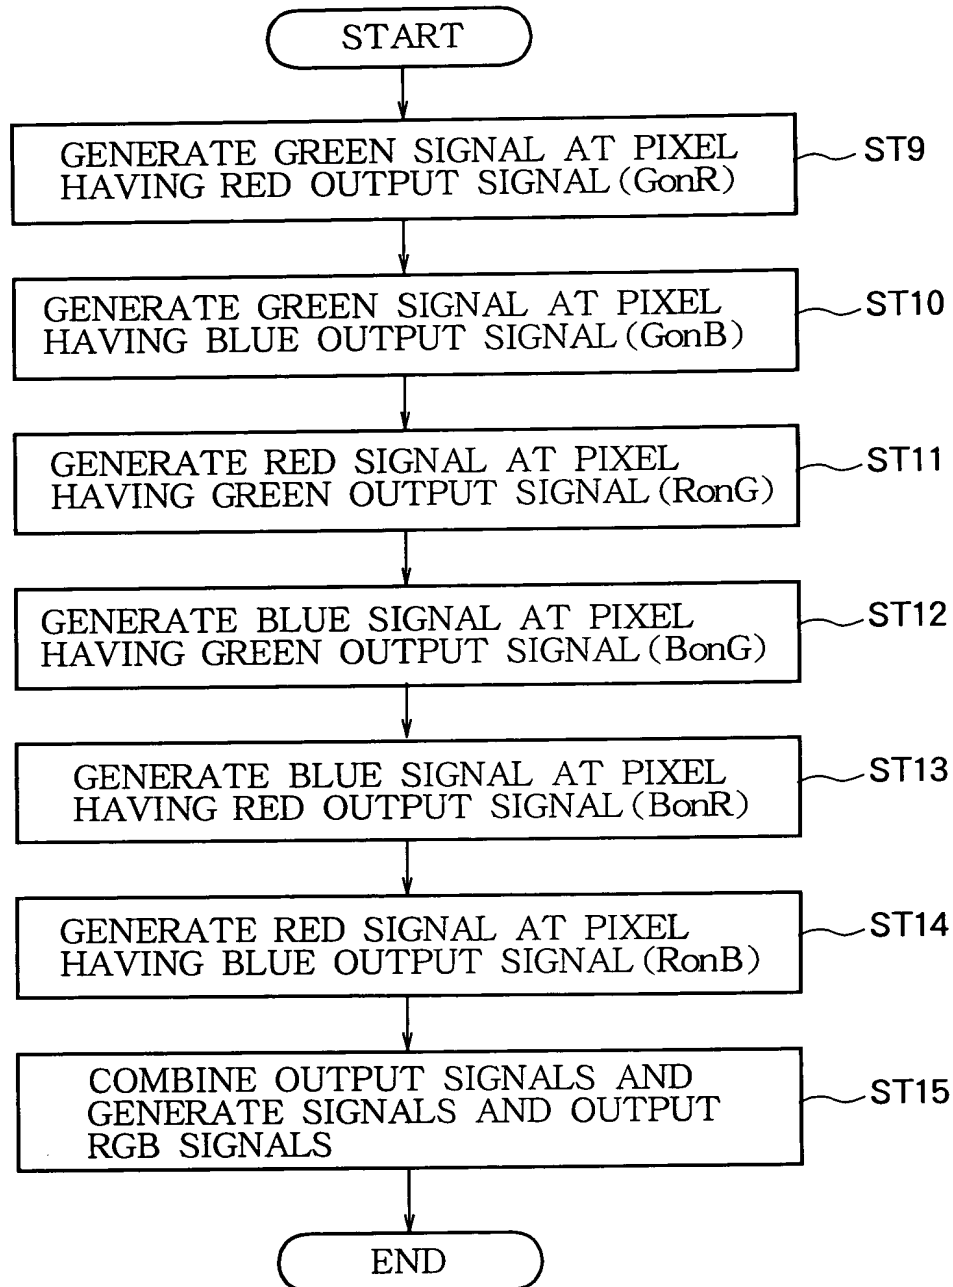 START
GENERATE GREEN SIGNAL AT PIXEL
HAVING RED OUTPUT SIGNAL (GonR)
ST9
GENERATE GREEN SIGNAL AT PIXEL
HAVING BLUE OUTPUT SIGNAL (GonB)
ST10
GENERATE RED SIGNAL AT PIXEL
HAVING GREEN OUTPUT SIGNAL (RonG)
ST11
GENERATE BLUE SIGNAL AT PIXEL
HAVING GREEN OUTPUT SIGNAL (BonG)
ST12
GENERATE BLUE SIGNAL AT PIXEL
HAVING RED OUTPUT SIGNAL (BonR)
ST13
GENERATE RED SIGNAL AT PIXEL
HAVING BLUE OUTPUT SIGNAL (RonB)
ST14
COMBINE OUTPUT SIGNALS AND
GENERATE SIGNALS AND OUTPUT
RGB SIGNALS
ST15
END